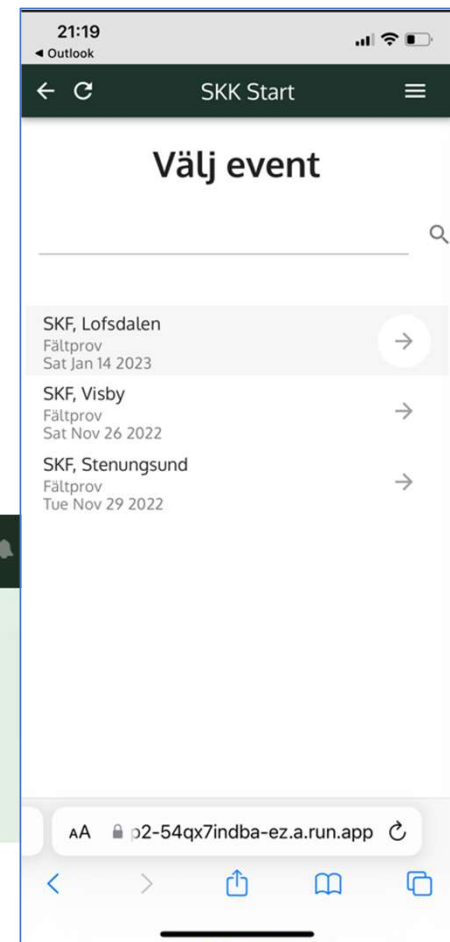 21:19
◄ Outlook
SKK Start
Välj event
SKF, Lofsdalen
Fältprov
Sat Jan 14 2023
SKF, Visby
Fältprov
Sat Nov 26 2022
SKF, Stenungsund
Fältprov
Tue Nov 29 2022
AA 2-54qx7indba-ez.a.run.app